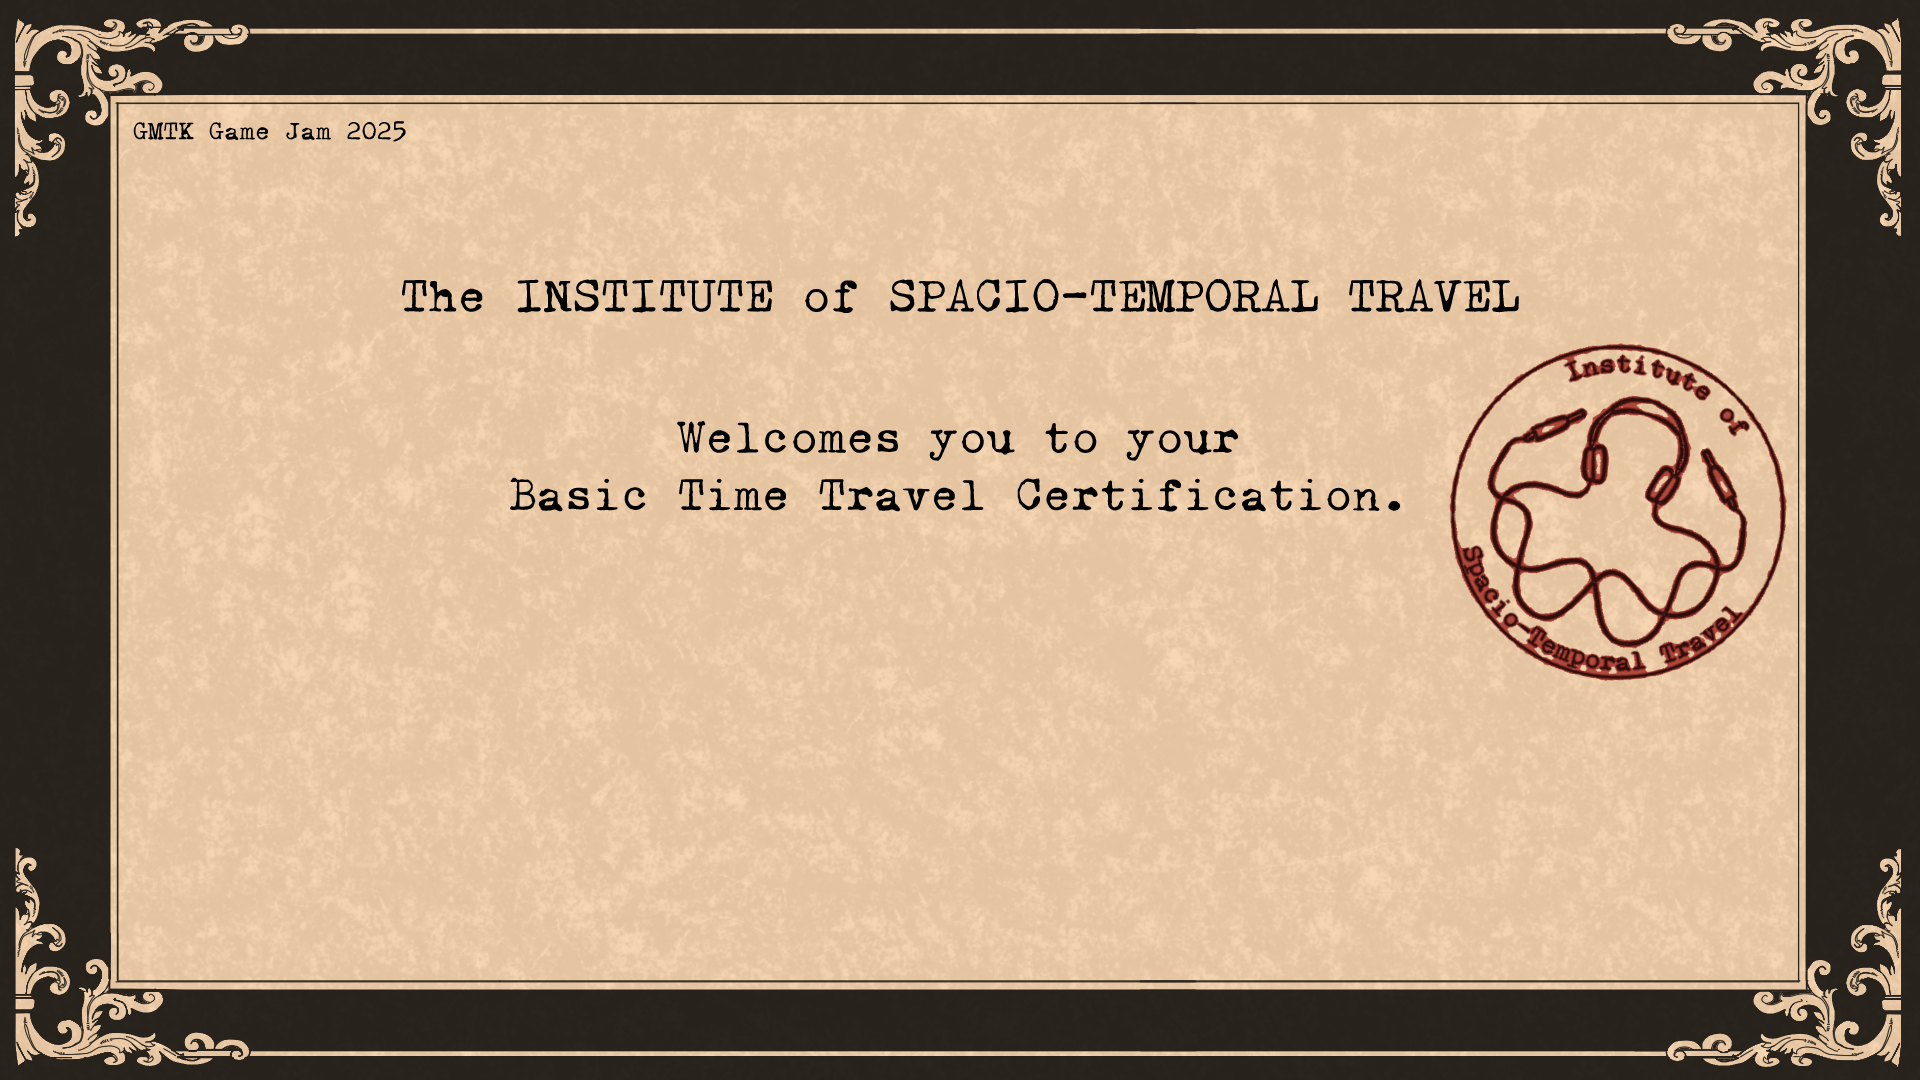 GMTK Game Jam 2025
The INSTITUTE of SPACIO-TEMPORAL TRAVEL
Welcomes you to your
Basic Time Travel Certification.
Institute of
Spacio-Temporal Travel